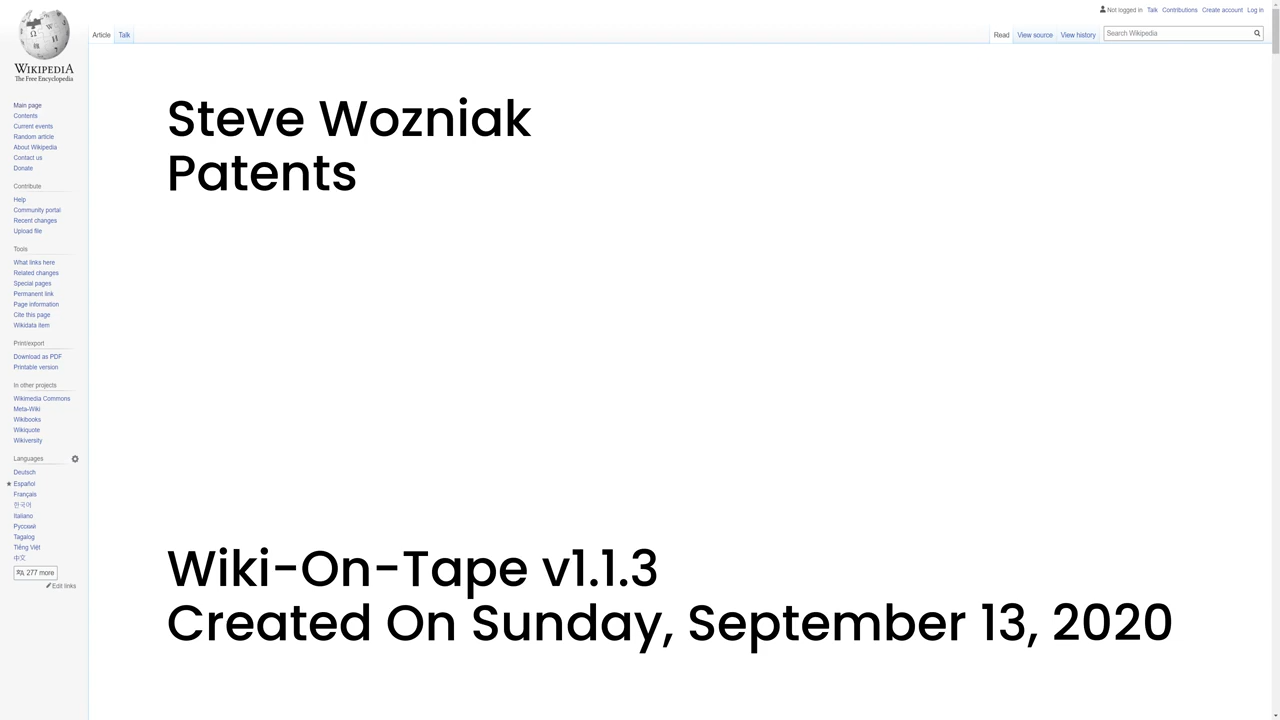 Not logged in Talk Contributions Create account Log in
Article Talk Read View source View history Search Wikipedia
WIKIPEDIA
The Free Encyclopedia
Main page
Contents
Current events
Random article
About Wikipedia
Contact us
Donate
Contribute
Help
Community portal
Recent changes
Upload file
Tools
What links here
Related changes
Special pages
Permanent link
Page information
Cite this page
Wikidata item
Print/export
Download as PDF
Printable version
In other projects
Wikimedia Commons
Meta-Wiki
Wikibooks
Wikiquote
Wikiversity
Languages
Deutsch
Español
Français
한국어
Italiano
Русский
Tagalog
Tiếng Việt
中文
277 more
Edit links
Steve Wozniak
Patents
Wiki-On-Tape v1.1.3
Created On Sunday, September 13, 2020